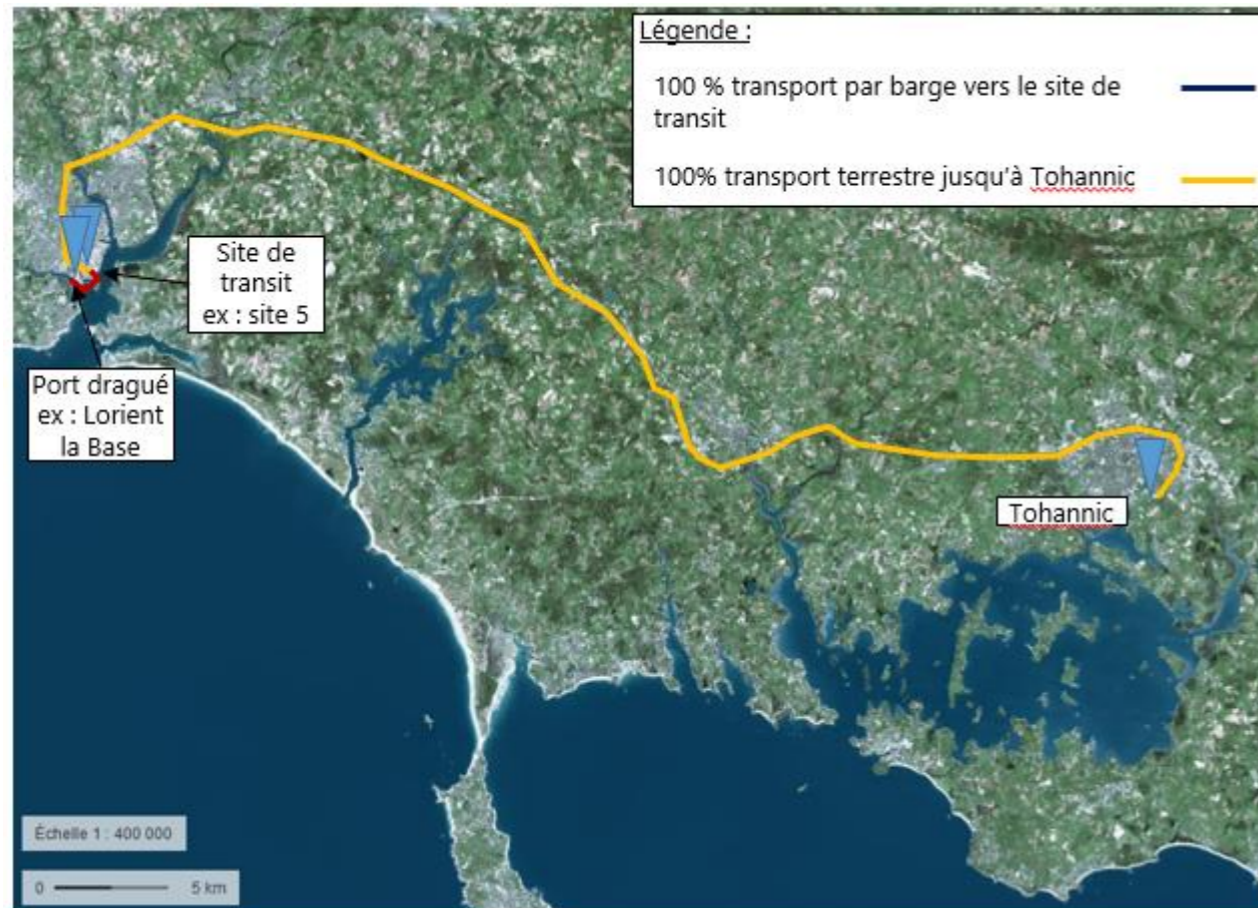 Légende :
100 % transport par barge vers le site de
transit
100% transport terrestre jusqu'à Tohannic
Site de
transit
ex : site 5
Port dragué
ex : Lorient
la Base
Tohannic
Échelle 1 : 400 000
0 5 km